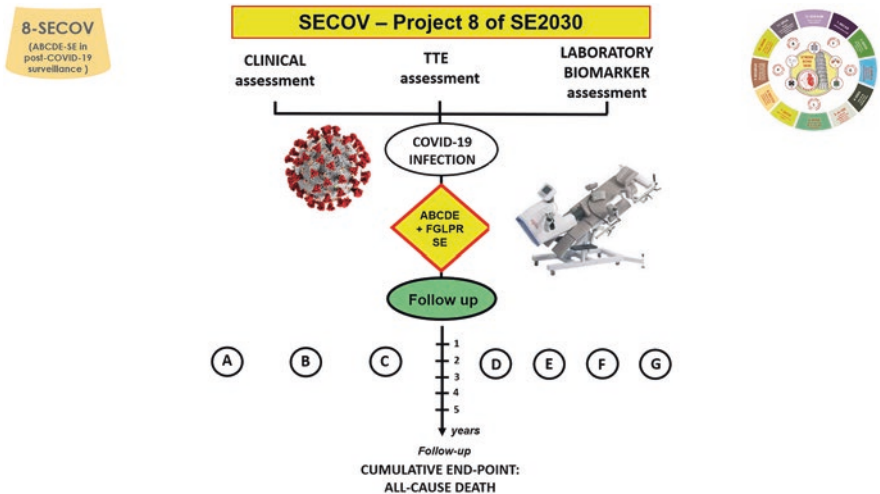 8-SECOV
(ABCDE-SE in
post-COVID-19
surveillance )
SECOV – Project 8 of SE2030
CLINICAL
assessment
TTE
assessment
LABORATORY
BIOMARKER
assessment
COVID-19
INFECTION
ABCDE
+ FGLPR
SE
Follow up
A
B
C
D
E
F
G
1
2
3
4
5
years
Follow-up
CUMULATIVE END-POINT:
ALL-CAUSE DEATH